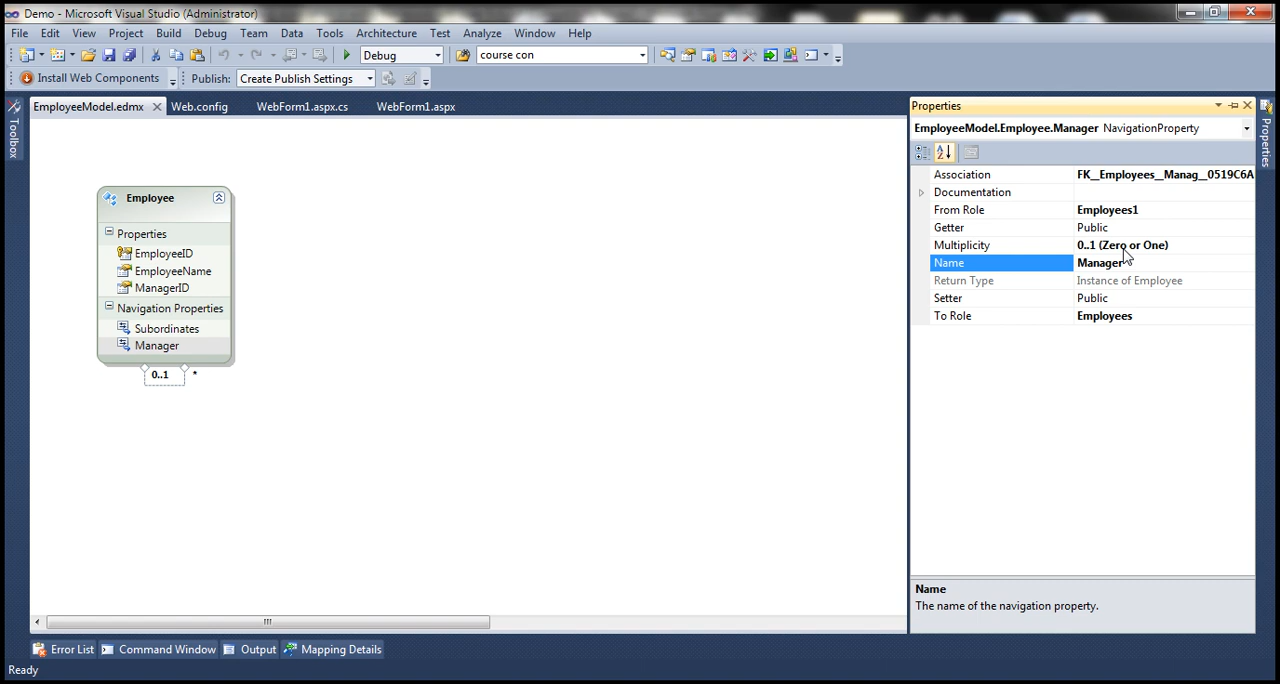 Demo - Microsoft Visual Studio (Administrator)
File Edit View Project Build Debug Team Data Tools Architecture Test Analyze Window Help
Debug course con
Install Web Components Publish: Create Publish Settings
EmployeeModel.edmx Web.config WebForm1.aspx.cs WebForm1.aspx
Toolbox
Employee
Properties
EmployeeID
EmployeeName
ManagerID
Navigation Properties
Subordinates
Manager
0..1 *
Properties
EmployeeModel.Employee.Manager NavigationProperty
Association FK__Employees__Manag__0519C6A
Documentation
From Role Employees1
Getter Public
Multiplicity 0..1 (Zero or One)
Name Manager
Return Type Instance of Employee
Setter Public
To Role Employees
Name
The name of the navigation property.
Properties
Error List Command Window Output Mapping Details
Ready